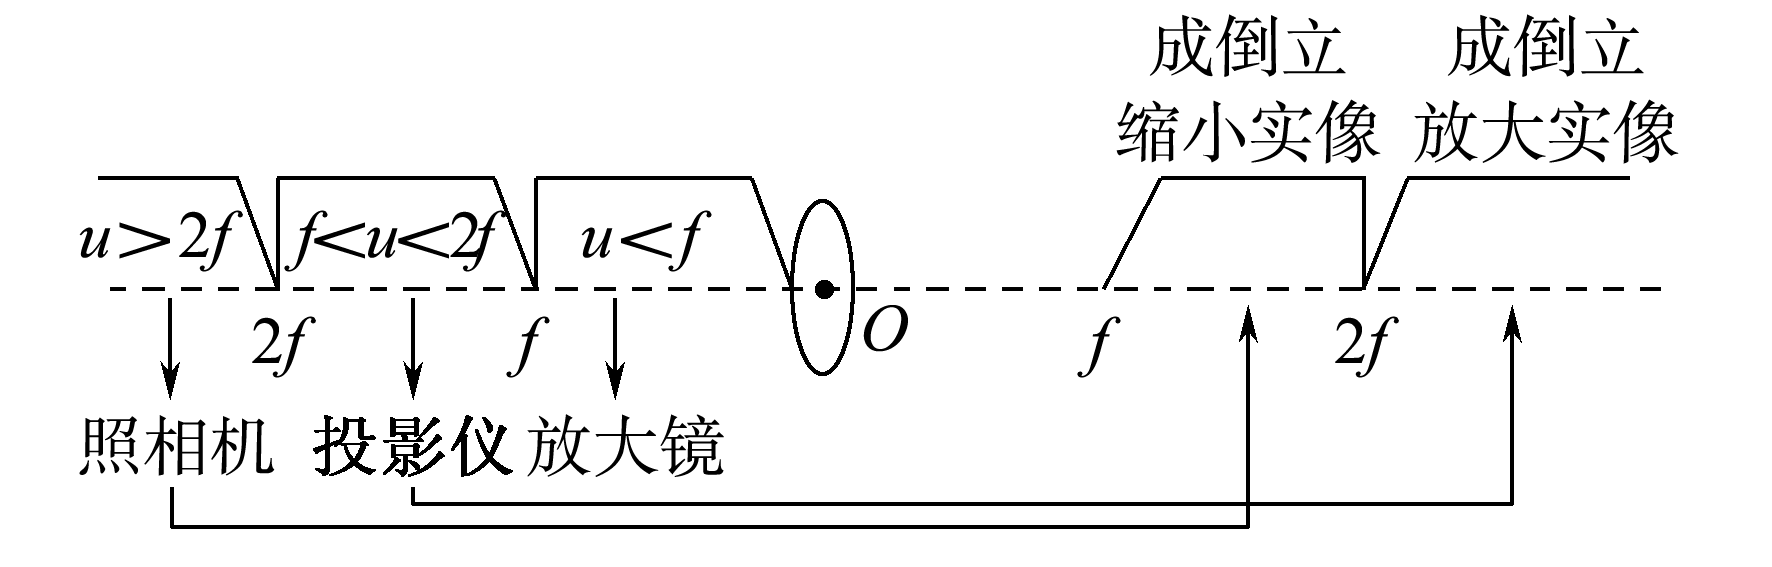 成倒立 成倒立
缩小实像 放大实像
u>2f f<u<2f u<f
2f f O f 2f
照相机 投影仪 放大镜